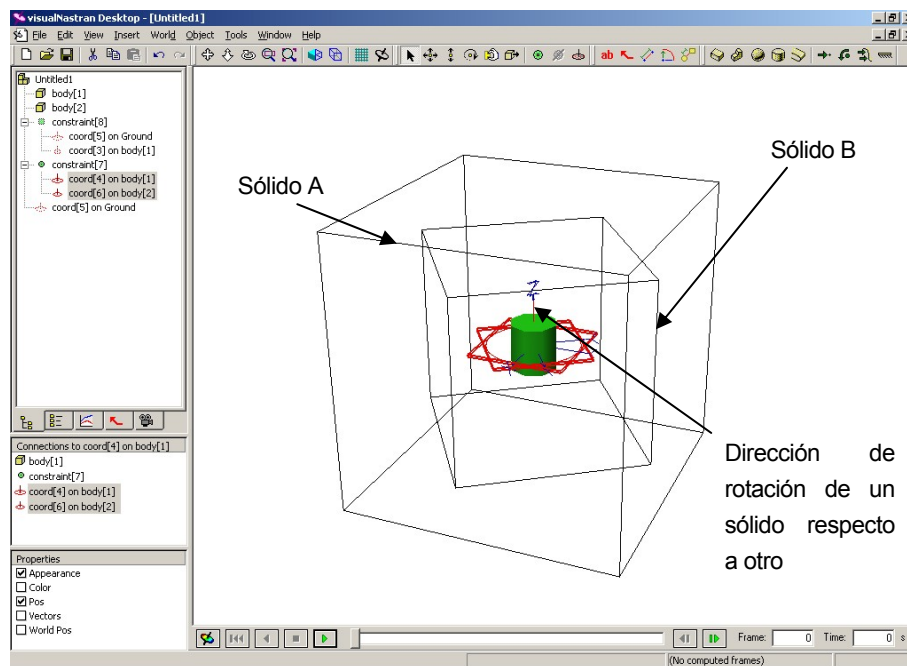 visualNastran Desktop - [Untitled1]
File Edit View Insert World Object Tools Window Help
ab
Untitled1
body[1]
body[2]
constraint[8]
coord[5] on Ground
coord[3] on body[1]
constraint[7]
coord[4] on body[1]
coord[6] on body[2]
coord[5] on Ground
Connections to coord[4] on body[1]
body[1]
constraint[7]
coord[4] on body[1]
coord[6] on body[2]
Properties
Appearance
Color
Pos
Vectors
World Pos
Sólido A
Sólido B
Z
Dirección de
rotación de un
sólido respecto
a otro
Frame: 0 Time: 0 s
(No computed frames)